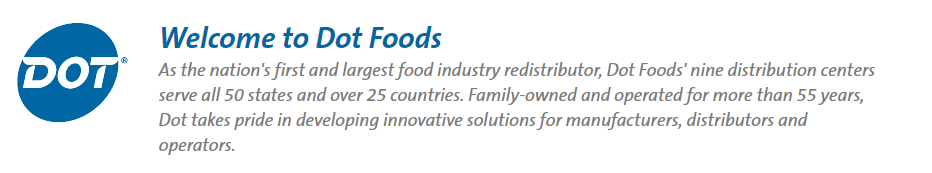 DOT®
Welcome to Dot Foods
As the nation's first and largest food industry redistributor, Dot Foods' nine distribution centers
serve all 50 states and over 25 countries. Family-owned and operated for more than 55 years,
Dot takes pride in developing innovative solutions for manufacturers, distributors and
operators.